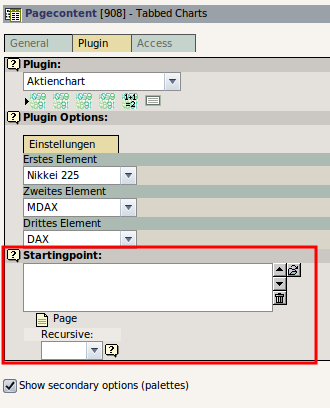 Pagecontent [908] - Tabbed Charts
General Plugin Access
Plugin:
Aktienchart
Plugin Options:
Einstellungen
Erstes Element
Nikkei 225
Zweites Element
MDAX
Drittes Element
DAX
Startingpoint:
Page
Recursive:
Show secondary options (palettes)